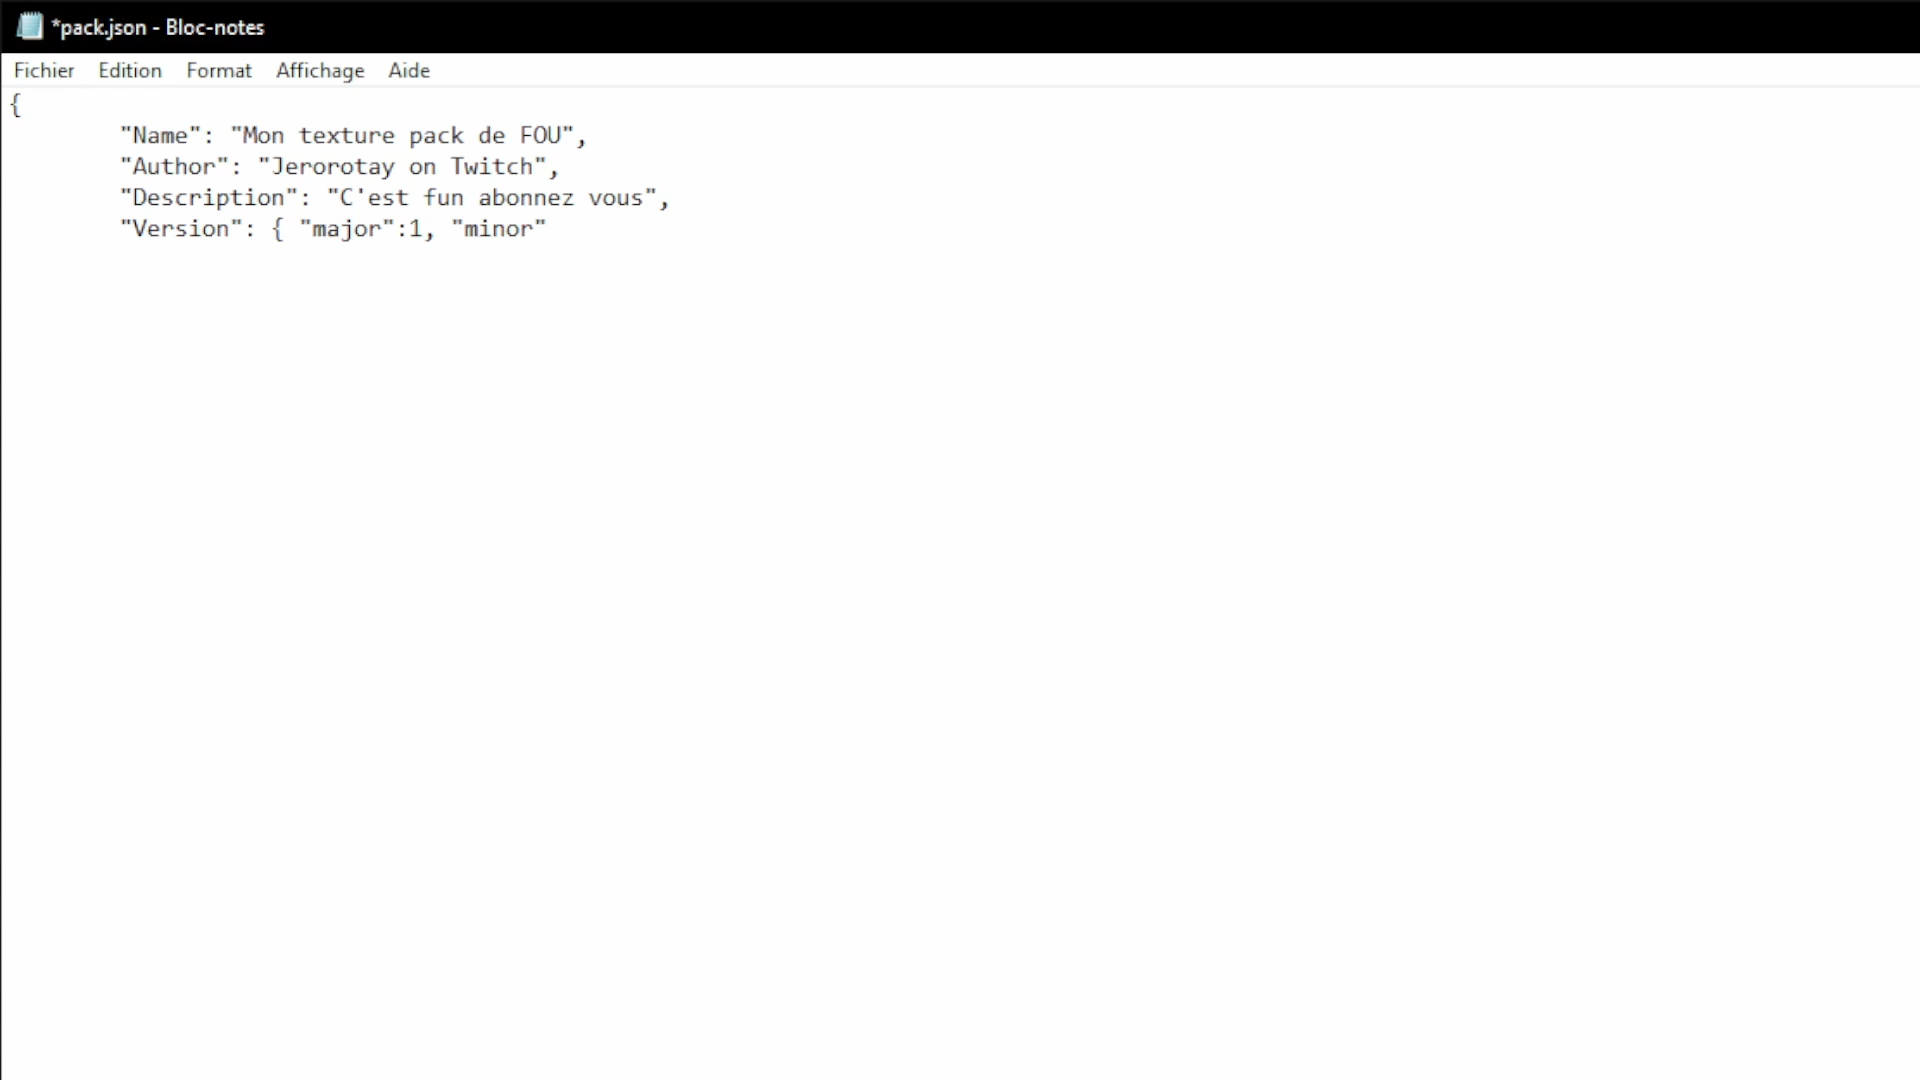 *pack.json - Bloc-notes
Fichier Edition Format Affichage Aide
{
"Name": "Mon texture pack de FOU",
"Author": "Jerorotay on Twitch",
"Description": "C'est fun abonnez vous",
"Version": { "major":1, "minor"